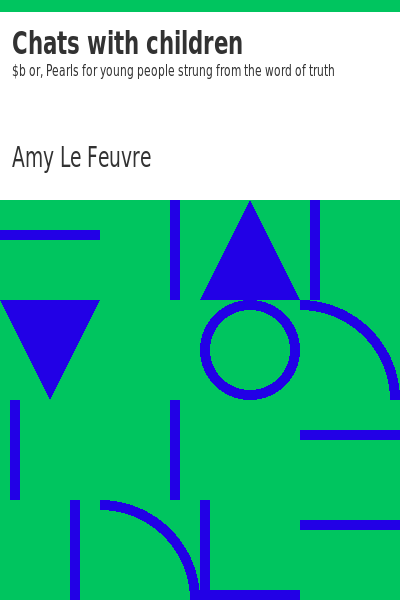 Chats with children
$b or, Pearls for young people strung from the word of truth
Amy Le Feuvre